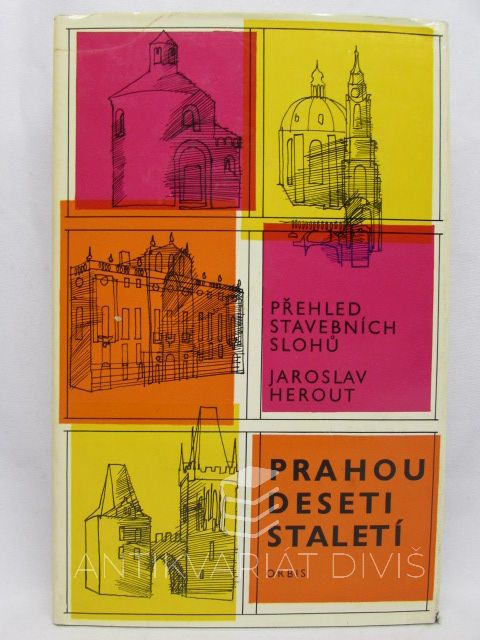 PŘEHLED
STAVEBNÍCH
SLOHŮ
JAROSLAV
HEROUT
PRAHOU
DESETI
STALETÍ
ANTIKVARIÁT DIVIŠ
ORBIS